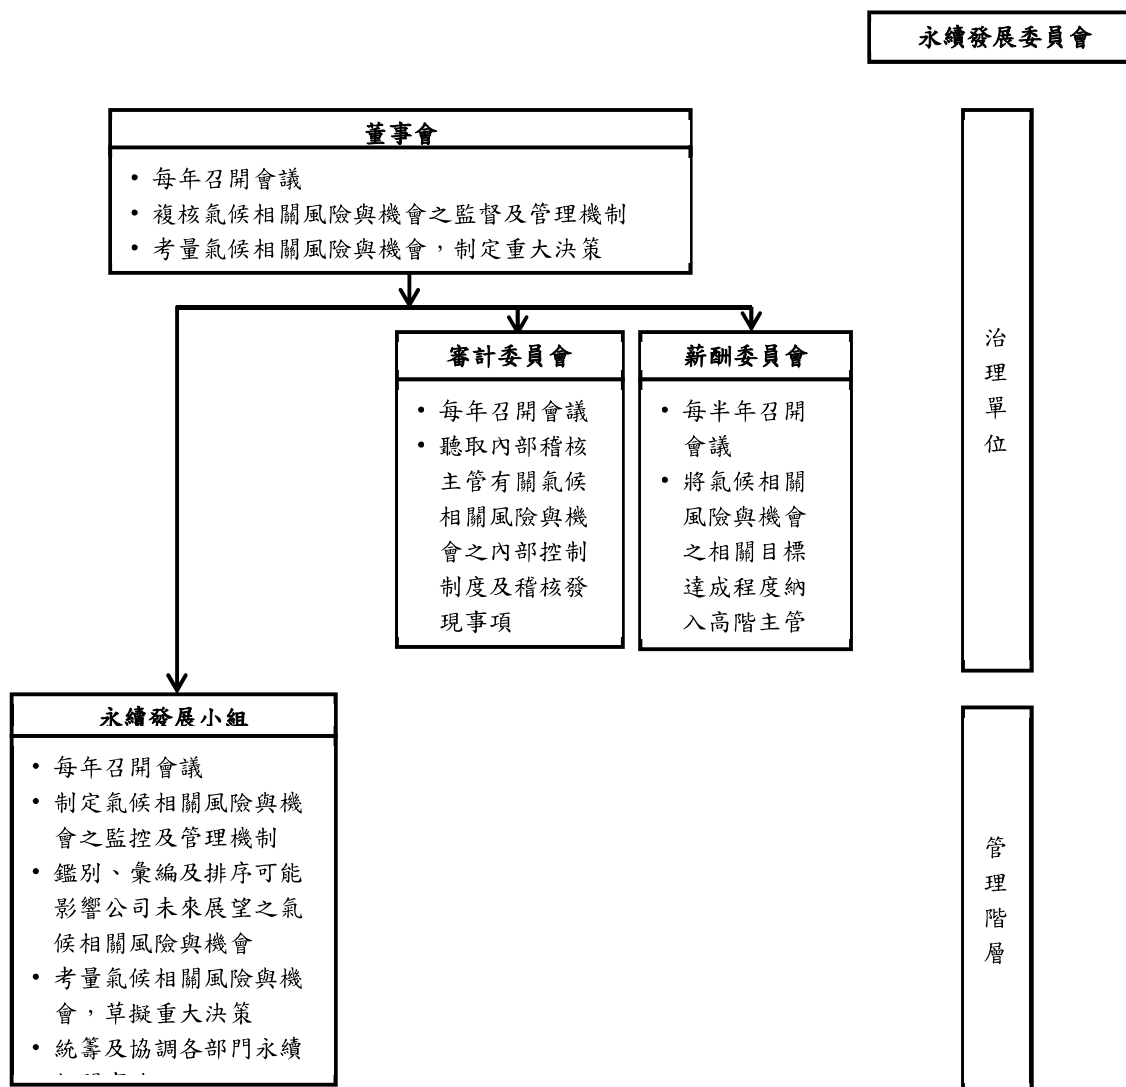 永續發展委員會
董事會
• 每年召開會議
• 複核氣候相關風險與機會之監督及管理機制
• 考量氣候相關風險與機會，制定重大決策
審計委員會
• 每年召開會議
• 聽取內部稽核
主管有關氣候
相關風險與機
會之內部控制
制度及稽核發
現事項
薪酬委員會
• 每半年召開
會議
• 將氣候相關
風險與機會
之相關目標
達成程度納
入高階主管
治
理
單
位
永續發展小組
• 每年召開會議
• 制定氣候相關風險與機
會之監控及管理機制
• 鑑別、彙編及排序可能
影響公司未來展望之氣
候相關風險與機會
• 考量氣候相關風險與機
會，草擬重大決策
• 統籌及協調各部門永續
管
理
階
層